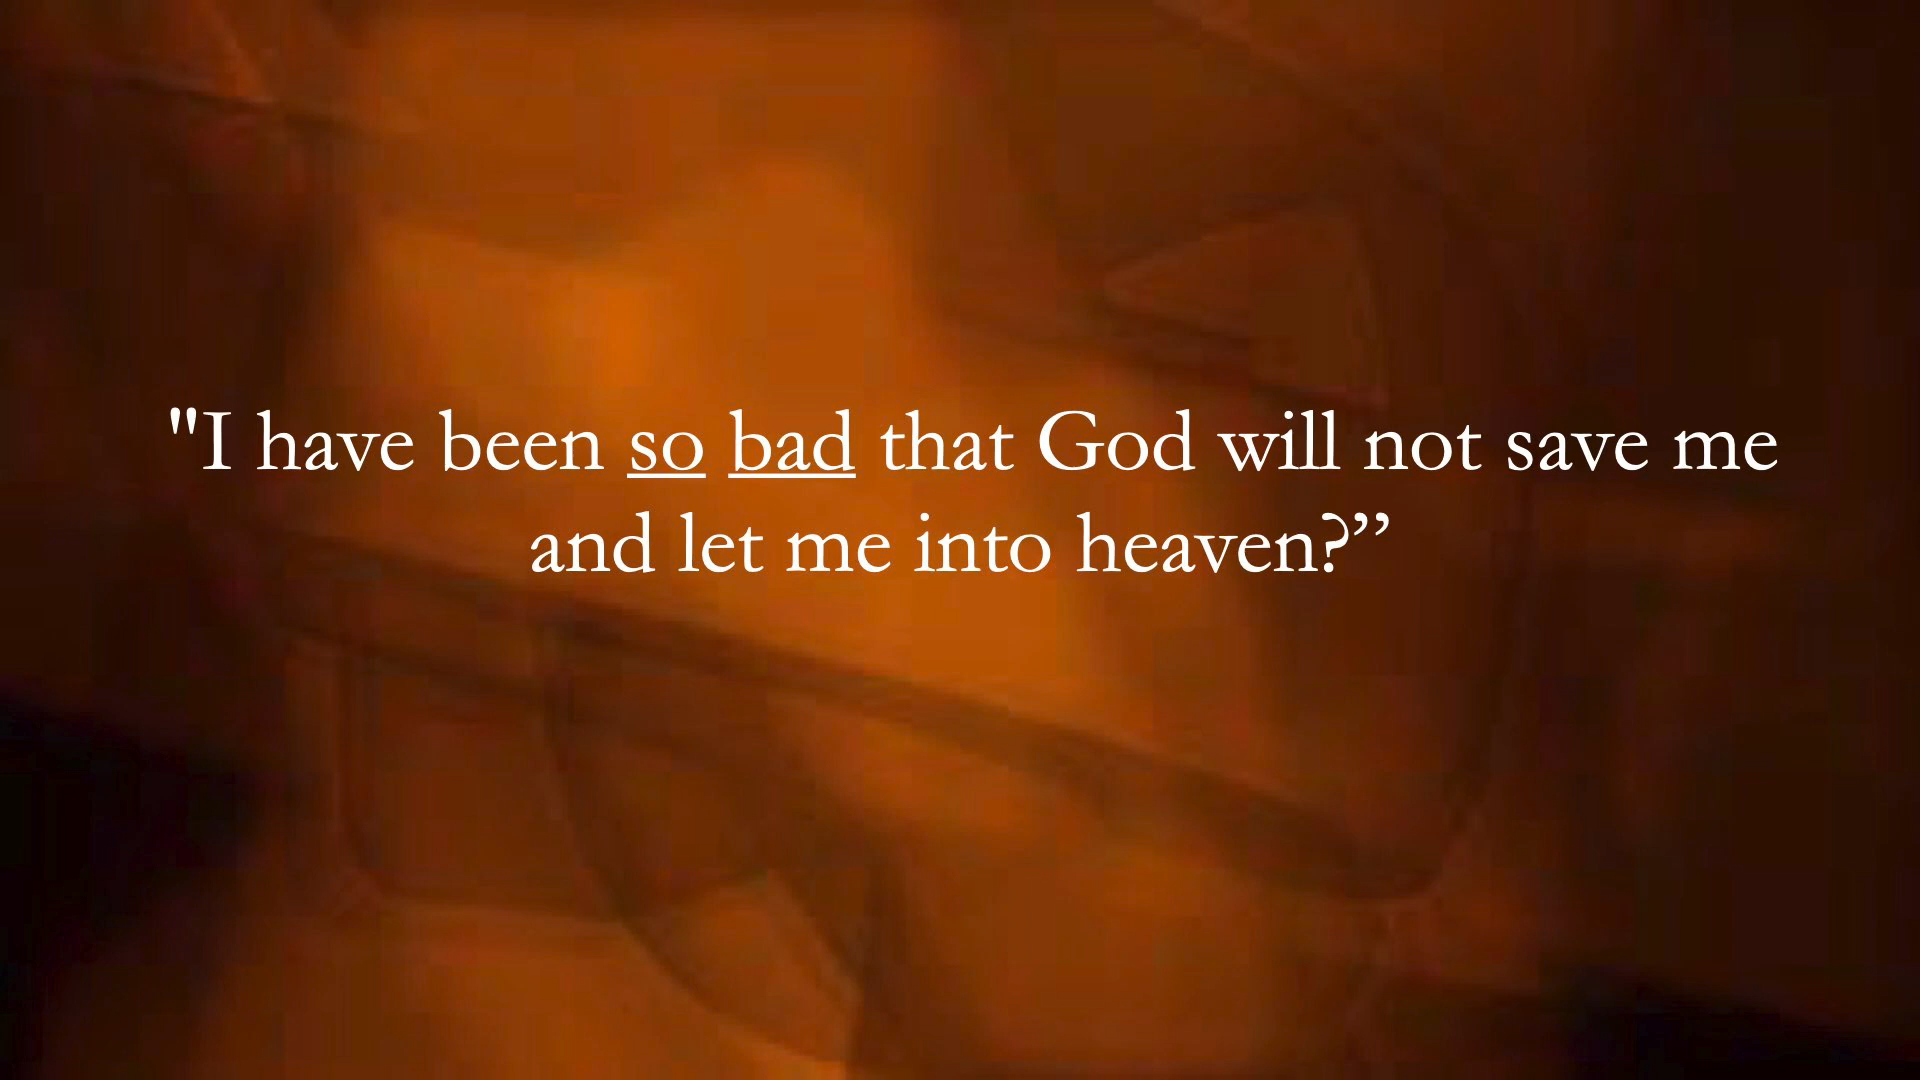 "I have been so bad that God will not save me
and let me into heaven?’’